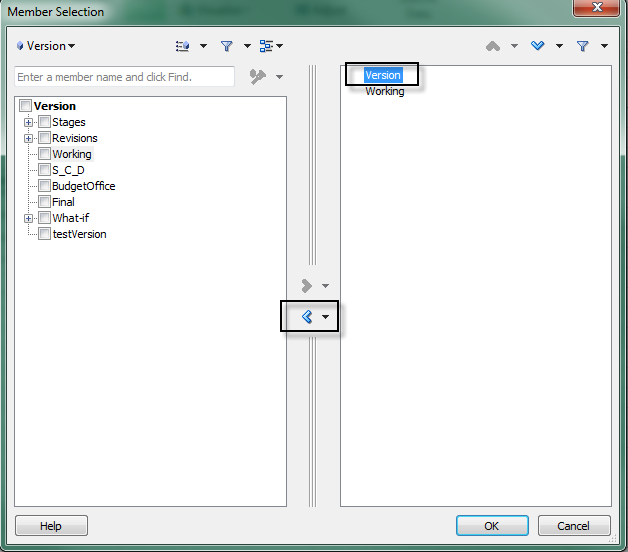 Member Selection
Version
Enter a member name and click Find.
Version
Stages
Revisions
Working
S_C_D
BudgetOffice
Final
What-if
testVersion
Version
Working
Help
OK
Cancel